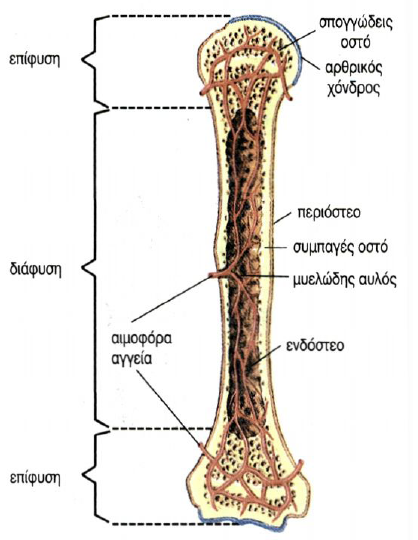 σπογγώδεις
οστό
επίφυση
αρθρικός
χόνδρος
περιόστεο
συμπαγές οστό
διάφυση
μυελώδης αυλός
αιμοφόρα
αγγεία
ενδόστεο
επίφυση